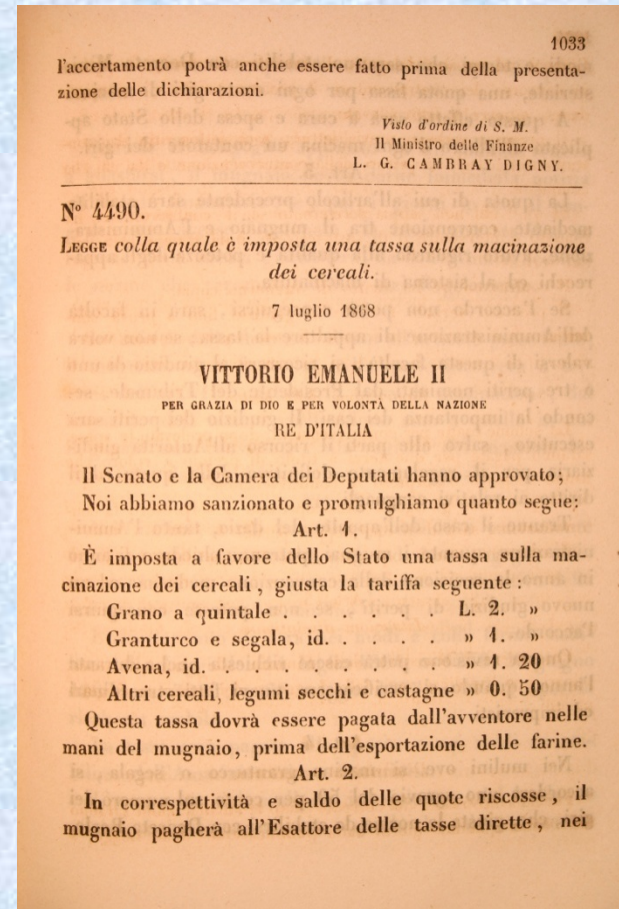 1033
l'accertamento potrà anche essere fatto prima della presenta-
zione delle dichiarazioni.
Visto d'ordine di S. M.
Il Ministro delle Finanze
L. G. CAMBRAY DIGNY.
N° 4490.
LEGGE colla quale è imposta una tassa sulla macinazione
dei cereali.
7 luglio 1868
VITTORIO EMANUELE II
PER GRAZIA DI DIO E PER VOLONTÀ DELLA NAZIONE
RE D'ITALIA
Il Senato e la Camera dei Deputati hanno approvato;
Noi abbiamo sanzionato e promulghiamo quanto segue:
Art. 1.
È imposta a favore dello Stato una tassa sulla ma-
cinazione dei cereali, giusta la tariffa seguente:
Grano a quintale . . . . . . L. 2. »
Granturco e segala, id. . . . . » 1. »
Avena, id. . . . . . . . . . » 1. 20
Altri cereali, legumi secchi e castagne » 0. 50
Questa tassa dovrà essere pagata dall'avventore nelle
mani del mugnaio, prima dell'esportazione delle farine.
Art. 2.
In correspettività e saldo delle quote riscosse, il
mugnaio pagherà all'Esattore delle tasse dirette, nei